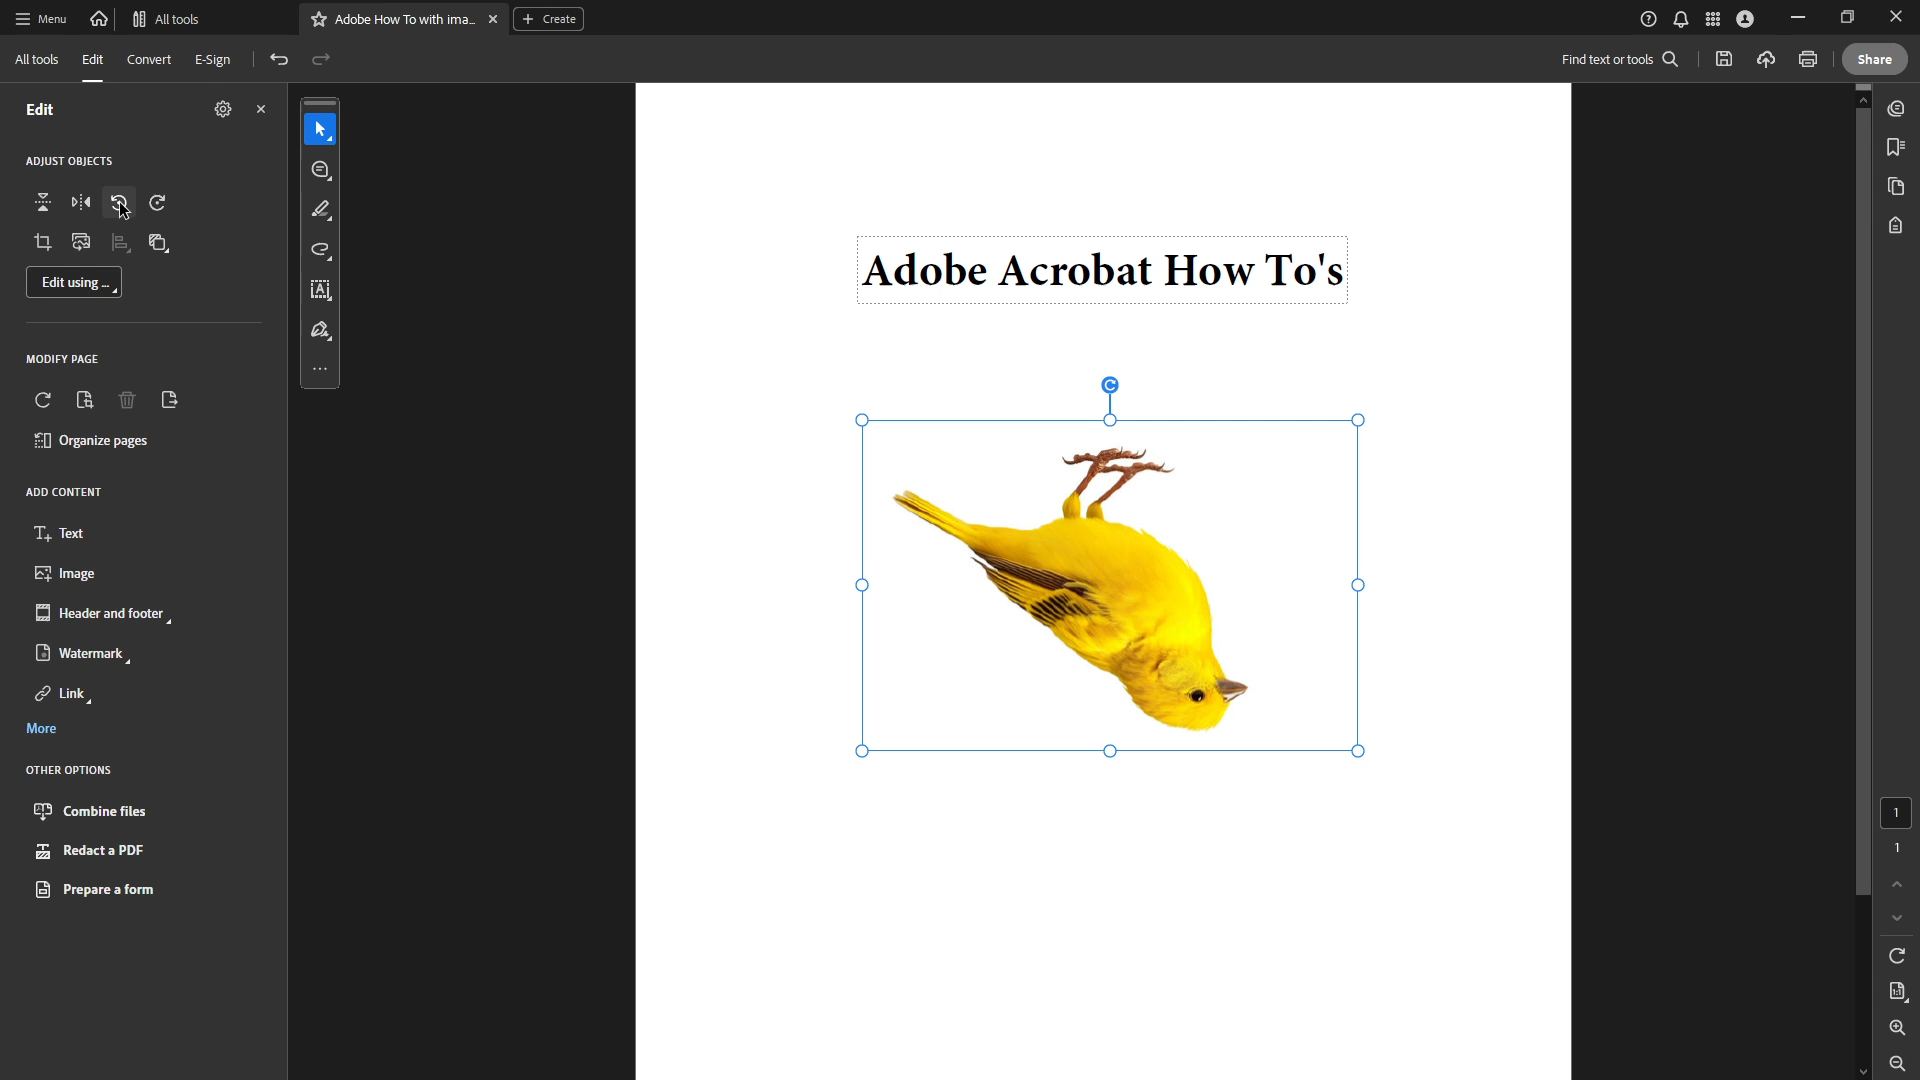 Menu
All tools
Adobe How To with ima...
Create
All tools
Edit
Convert
E-Sign
Find text or tools
Share
Edit
ADJUST OBJECTS
Edit using ...
MODIFY PAGE
Organize pages
ADD CONTENT
Text
Image
Header and footer
Watermark
Link
More
OTHER OPTIONS
Combine files
Redact a PDF
Prepare a form
Adobe Acrobat How To's
1
1